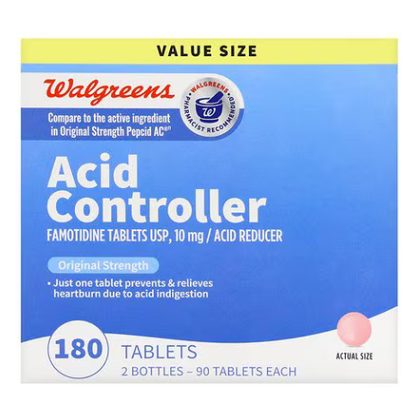 VALUE SIZE
Walgreens
WALGREENS
PHARMACIST RECOMMENDED
Compare to the active ingredient
in Original Strength Pepcid AC®††
Acid
Controller
FAMOTIDINE TABLETS USP, 10 mg / ACID REDUCER
Original Strength
• Just one tablet prevents & relieves
heartburn due to acid indigestion
180 TABLETS
2 BOTTLES – 90 TABLETS EACH
ACTUAL SIZE